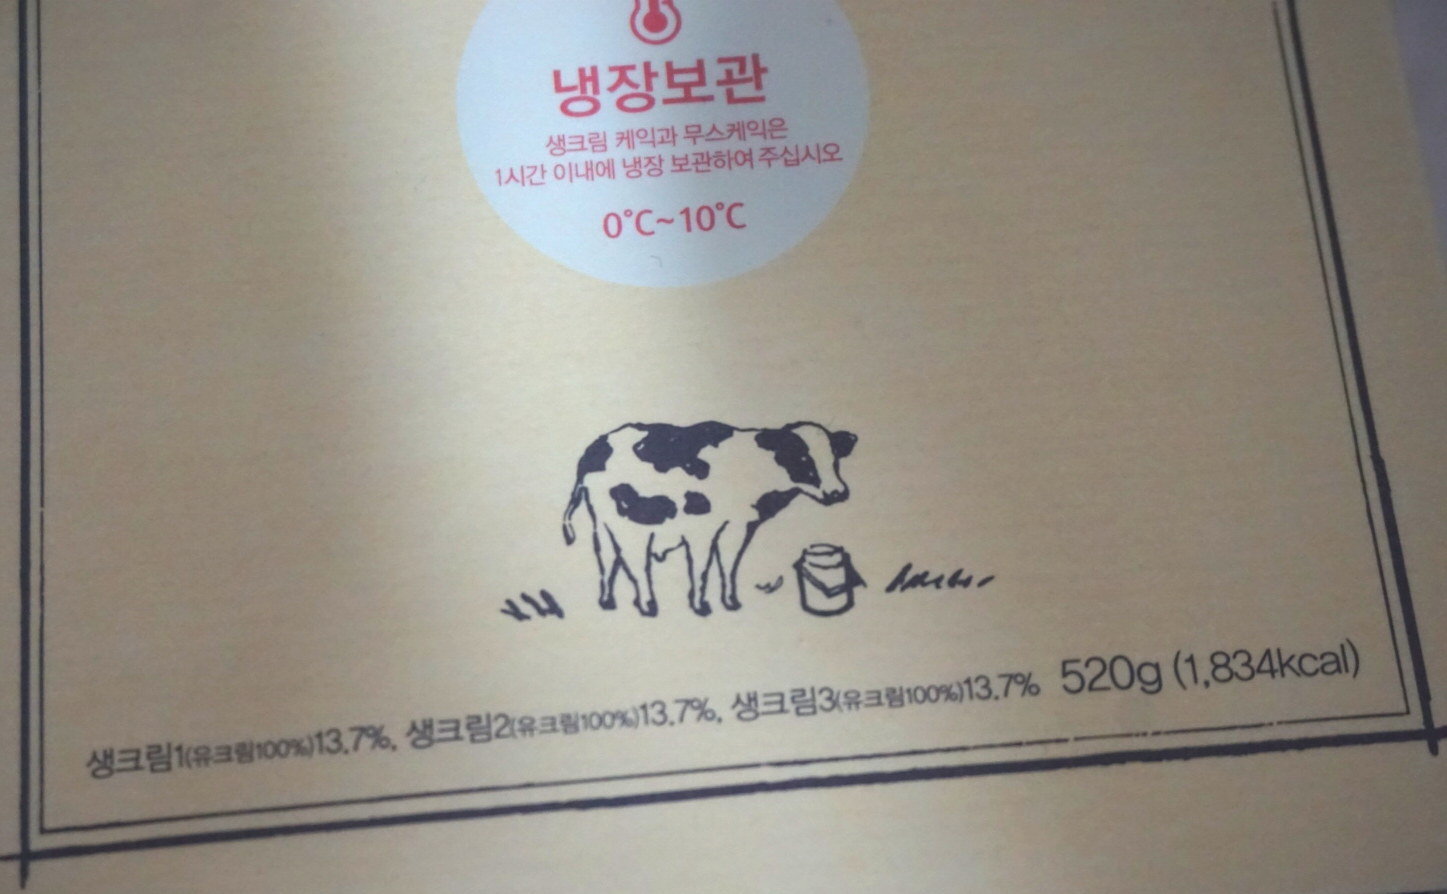 냉장보관
생크림 케익과 무스케익은
1시간 이내에 냉장 보관하여 주십시오
0℃~10℃
생크림1(유크림100%)13.7%, 생크림2(유크림100%)13.7%, 생크림3(유크림100%)13.7% 520g (1,834kcal)